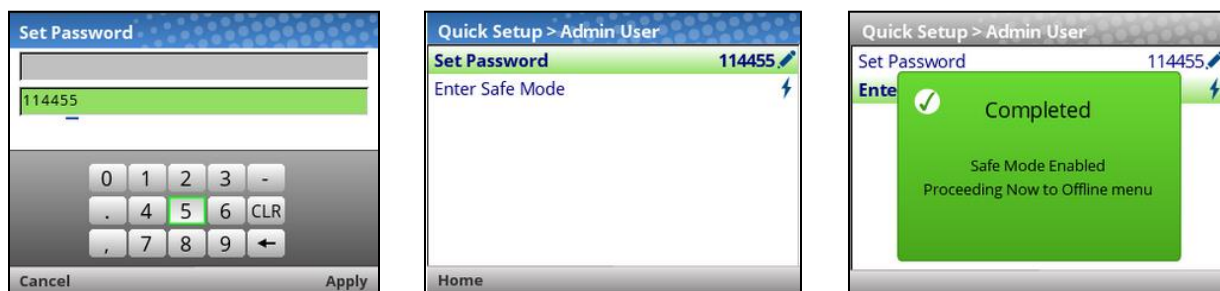 Set Password
114455
0 1 2 3 -
. 4 5 6 CLR
, 7 8 9 ←
Cancel Apply
Quick Setup > Admin User
Set Password 114455
Enter Safe Mode
Home
Quick Setup > Admin User
Set Password 114455
Ente
Completed
Safe Mode Enabled
Proceeding Now to Offline menu